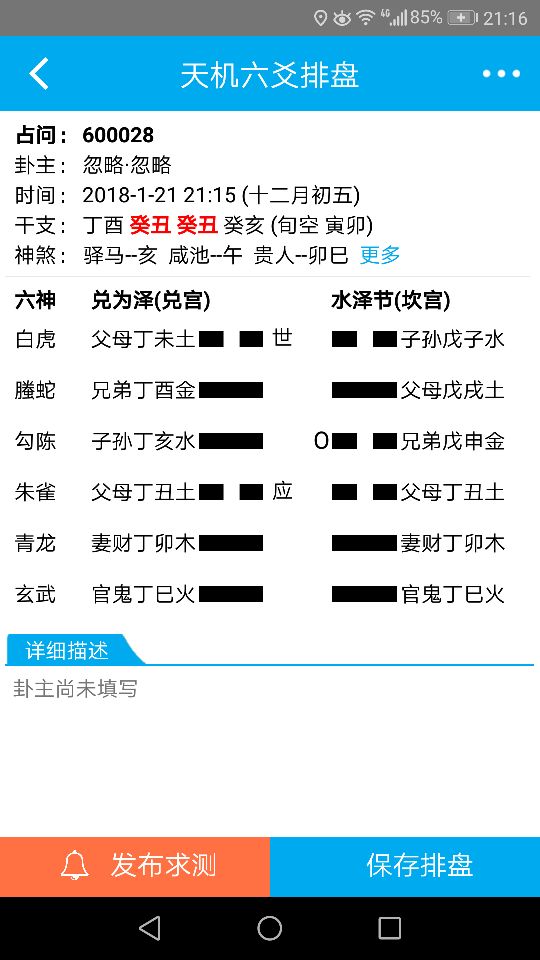 4G 85% 21:16
天机六爻排盘
占问： 600028
卦主： 忽略·忽略
时间： 2018-1-21 21:15 (十二月初五)
干支： 丁酉 癸丑 癸丑 癸亥 (旬空 寅卯)
神煞： 驿马--亥 咸池--午 贵人--卯巳 更多
六神 兑为泽(兑宫) 水泽节(坎宫)
白虎 父母丁未土 世 子孙戊子水
螣蛇 兄弟丁酉金 父母戊戌土
勾陈 子孙丁亥水 O 兄弟戊申金
朱雀 父母丁丑土 应 父母丁丑土
青龙 妻财丁卯木 妻财丁卯木
玄武 官鬼丁巳火 官鬼丁巳火
详细描述
卦主尚未填写
发布求测 保存排盘